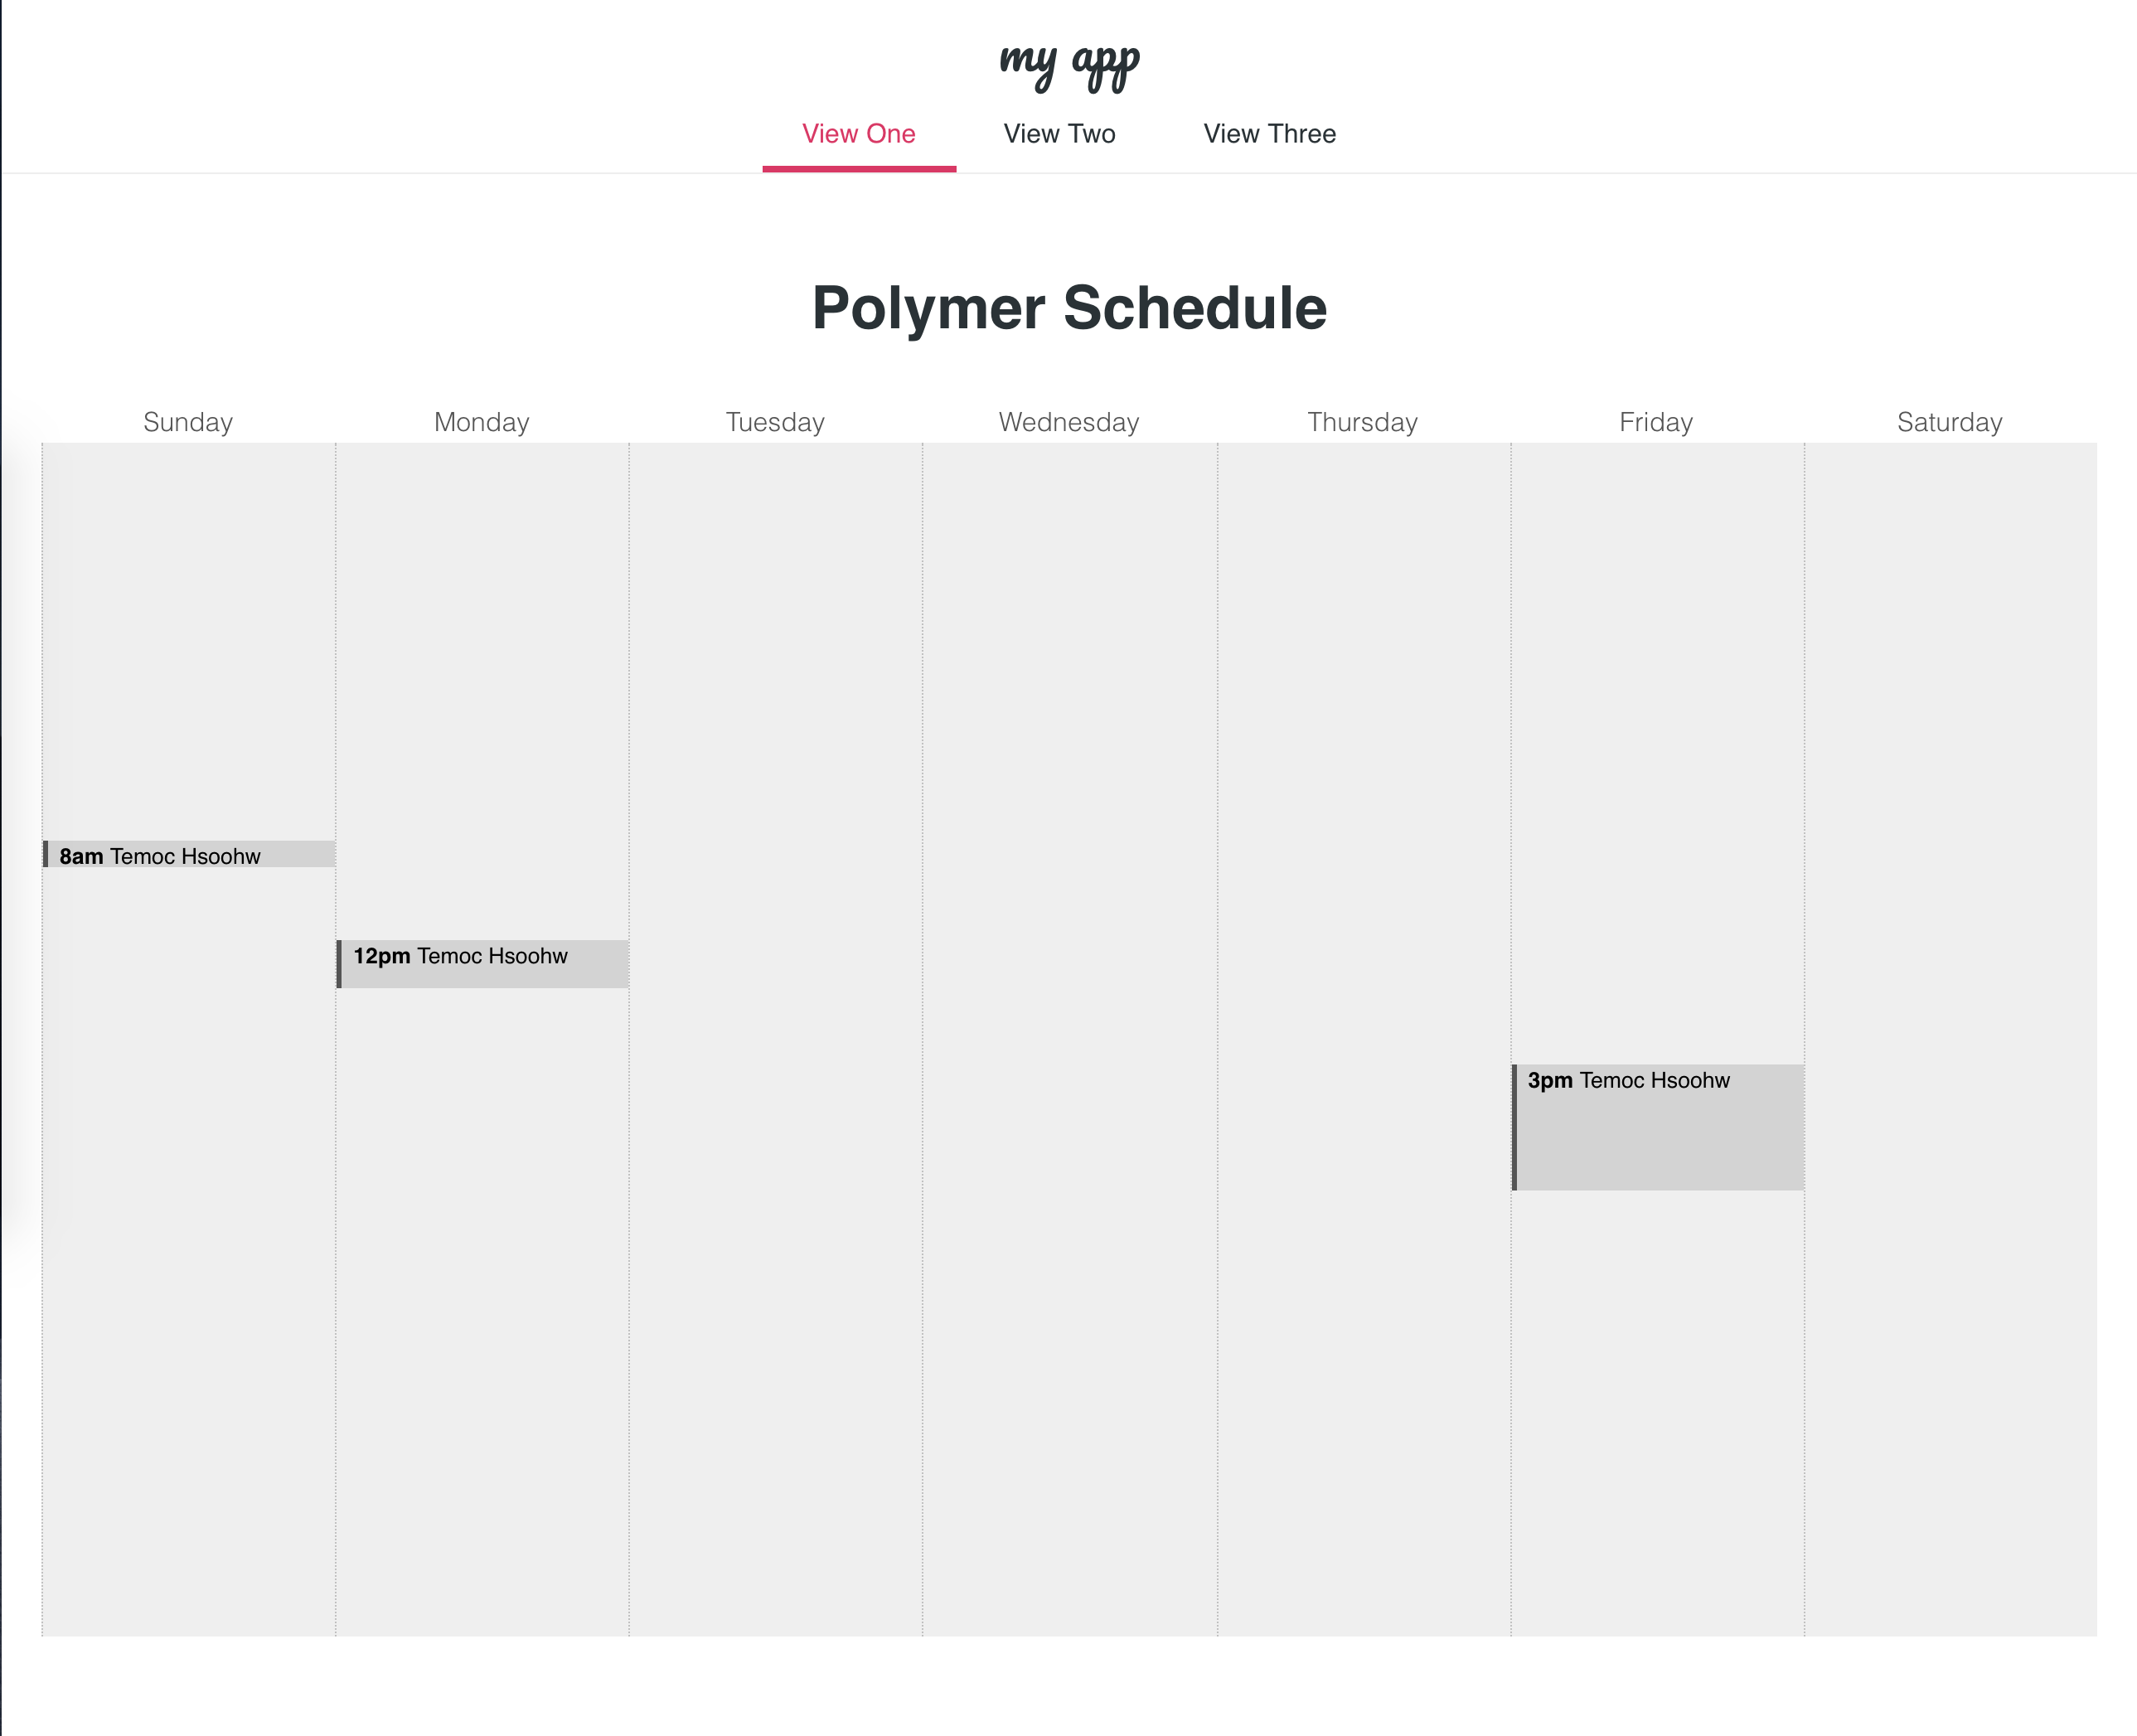 my app
View One View Two View Three
Polymer Schedule
Sunday Monday Tuesday Wednesday Thursday Friday Saturday
8am Temoc Hsoohw
12pm Temoc Hsoohw
3pm Temoc Hsoohw